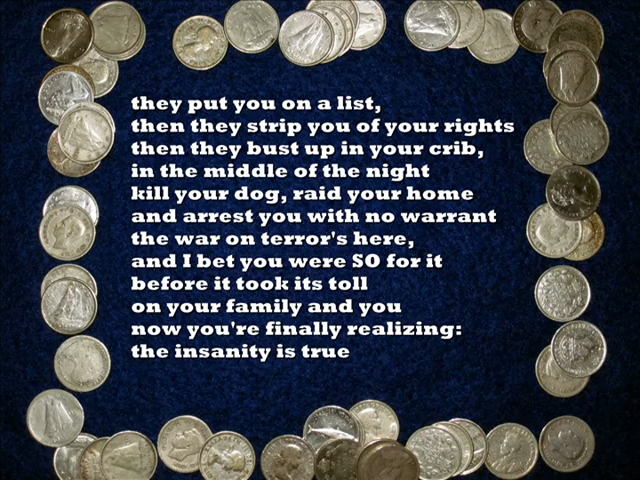 they put you on a list,
then they strip you of your rights
then they bust up in your crib,
in the middle of the night
kill your dog, raid your home
and arrest you with no warrant
the war on terror's here,
and I bet you were SO for it
before it took its toll
on your family and you
now you're finally realizing:
the insanity is true